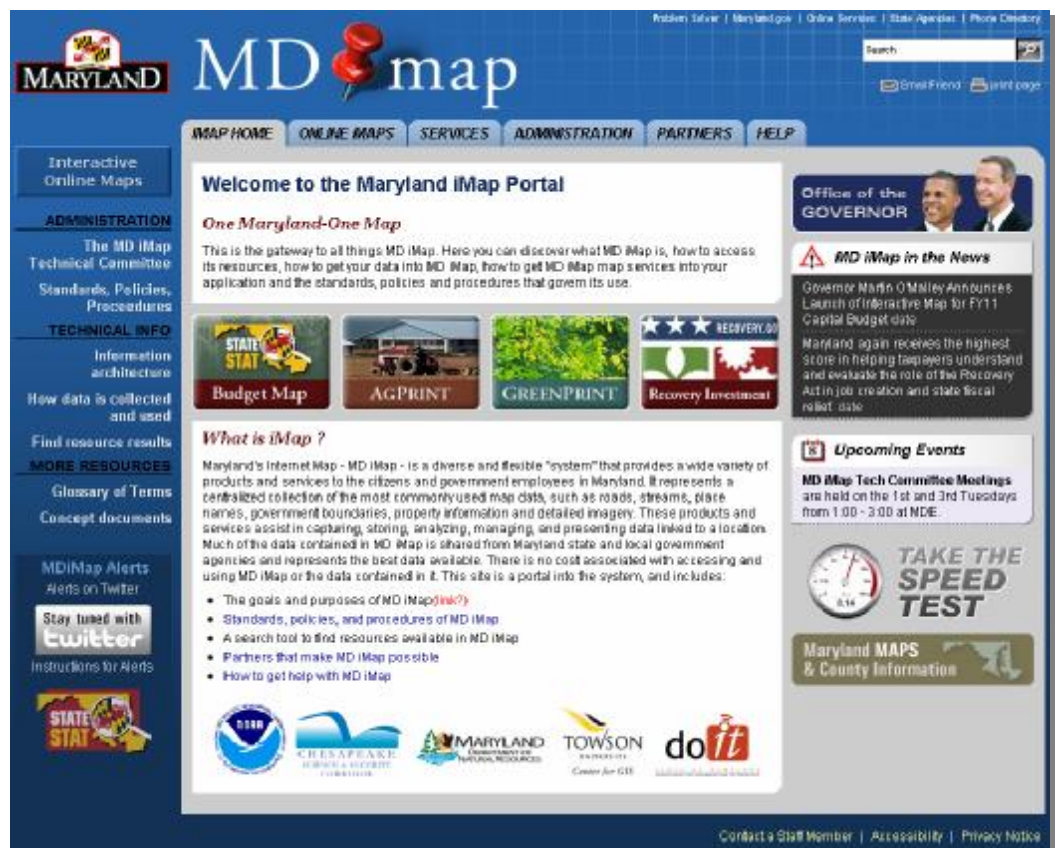 Problem Solver | Maryland.gov | Online Services | State Agencies | Phone Directory
MARYLAND
MD map
Search
Email Friend print page
IMAP HOME ONLINE MAPS SERVICES ADMINISTRATION PARTNERS HELP
Interactive
Online Maps
ADMINISTRATION
The MD iMap
Technical Committee
Standards, Policies,
Proceedures
TECHNICAL INFO
Information
architecture
How data is collected
and used
Find resource results
MORE RESOURCES
Glossary of Terms
Concept documents
MDiMap Alerts
Alerts on Twitter
Stay tuned with
twitter
Instructions for Alerts
STATE
STAT
Welcome to the Maryland iMap Portal
One Maryland-One Map
This is the gateway to all things MD iMap. Here you can discover what MD iMap is, how to access
its resources, how to get your data into MD iMap, how to get MD iMap map services into your
application and the standards, policies and procedures that govern its use.
STATE
STAT
Budget Map
AGPRINT
GREENPRINT
RECOVERY.GO
Recovery Investment
What is iMap ?
Maryland's Internet Map - MD iMap - is a diverse and flexible "system" that provides a wide variety of
products and services to the citizens and government employees in Maryland. It represents a
centralized collection of the most commonly used map data, such as roads, streams, place
names, government boundaries, property information and detailed imagery. These products and
services assist in capturing, storing, analyzing, managing, and presenting data linked to a location.
Much of the data contained in MD iMap is shared from Maryland state and local government
agencies and represents the best data available. There is no cost associated with accessing and
using MD iMap or the data contained in it. This site is a portal into the system, and includes:
• The goals and purposes of MD iMap(link?)
• Standards, policies, and procedures of MD iMap
• A search tool to find resources available in MD iMap
• Partners that make MD iMap possible
• How to get help with MD iMap
NOAA
CHESAPEAKE
SCIENCE & SECURITY
CORRIDOR
MARYLAND
DEPARTMENT OF
NATURAL RESOURCES
TOWSON
UNIVERSITY
Center for GIS
doit
Office of the
GOVERNOR
MD iMap in the News
Governor Martin O'Malley Announces
Launch of Interactive Map for FY11
Capital Budget date
Maryland again receives the highest
score in helping taxpayers understand
and evaluate the role of the Recovery
Act in job creation and state fiscal
relief. date
8 Upcoming Events
MD iMap Tech Committee Meetings
are held on the 1st and 3rd Tuesdays
from 1:00 - 3:00 at MDE.
TAKE THE
SPEED
TEST
Maryland MAPS
& County Information
Contact a Staff Member | Accessibility | Privacy Notice